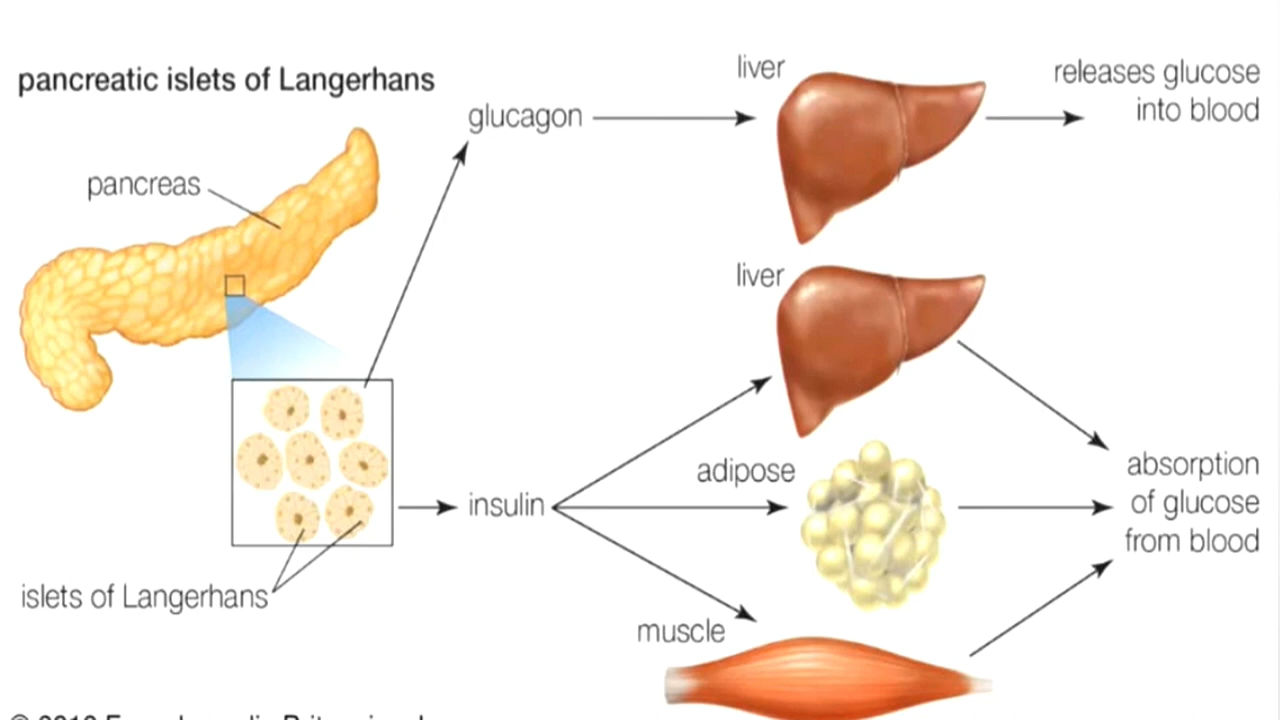 pancreatic islets of Langerhans
pancreas
islets of Langerhans
glucagon
liver
releases glucose
into blood
insulin
liver
adipose
muscle
absorption
of glucose
from blood